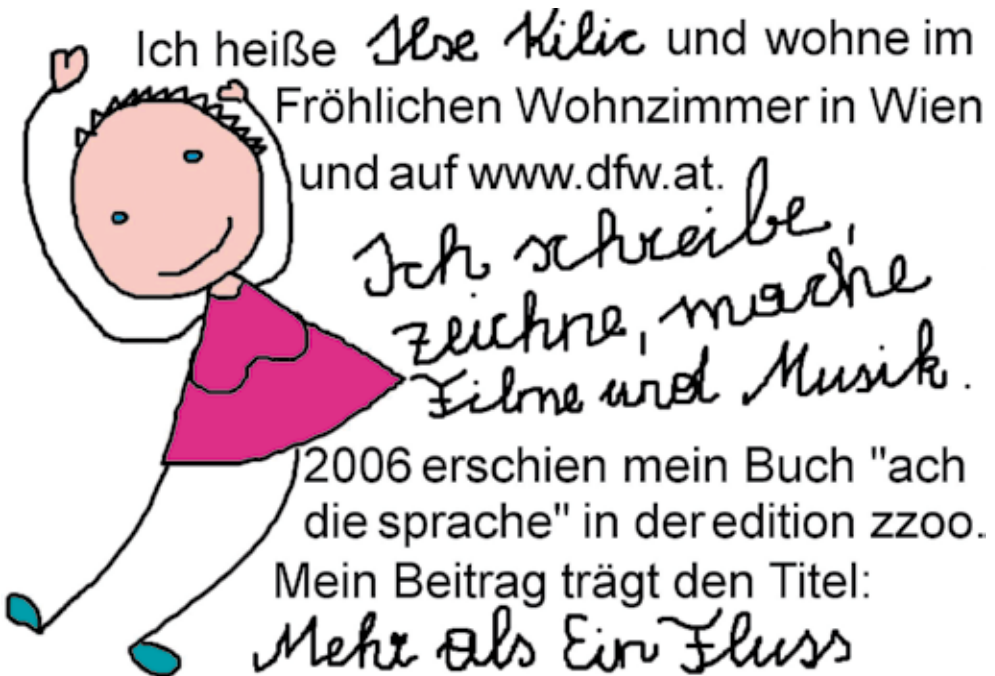 Ich heiße Ilse Kilic und wohne im
Fröhlichen Wohnzimmer in Wien
und auf www.dfw.at.
Ich schreibe,
zeichne, mache
Filme und Musik.
2006 erschien mein Buch "ach
die sprache" in der edition zzoo.
Mein Beitrag trägt den Titel:
Mehr als Ein Fluss